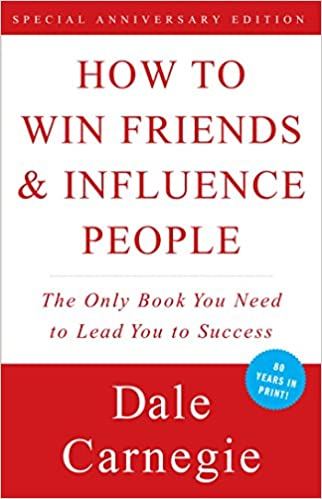 SPECIAL ANNIVERSARY EDITION
HOW TO
WIN FRIENDS
& INFLUENCE
PEOPLE
The Only Book You Need
to Lead You to Success
80
YEARS IN
PRINT!
Dale
Carnegie